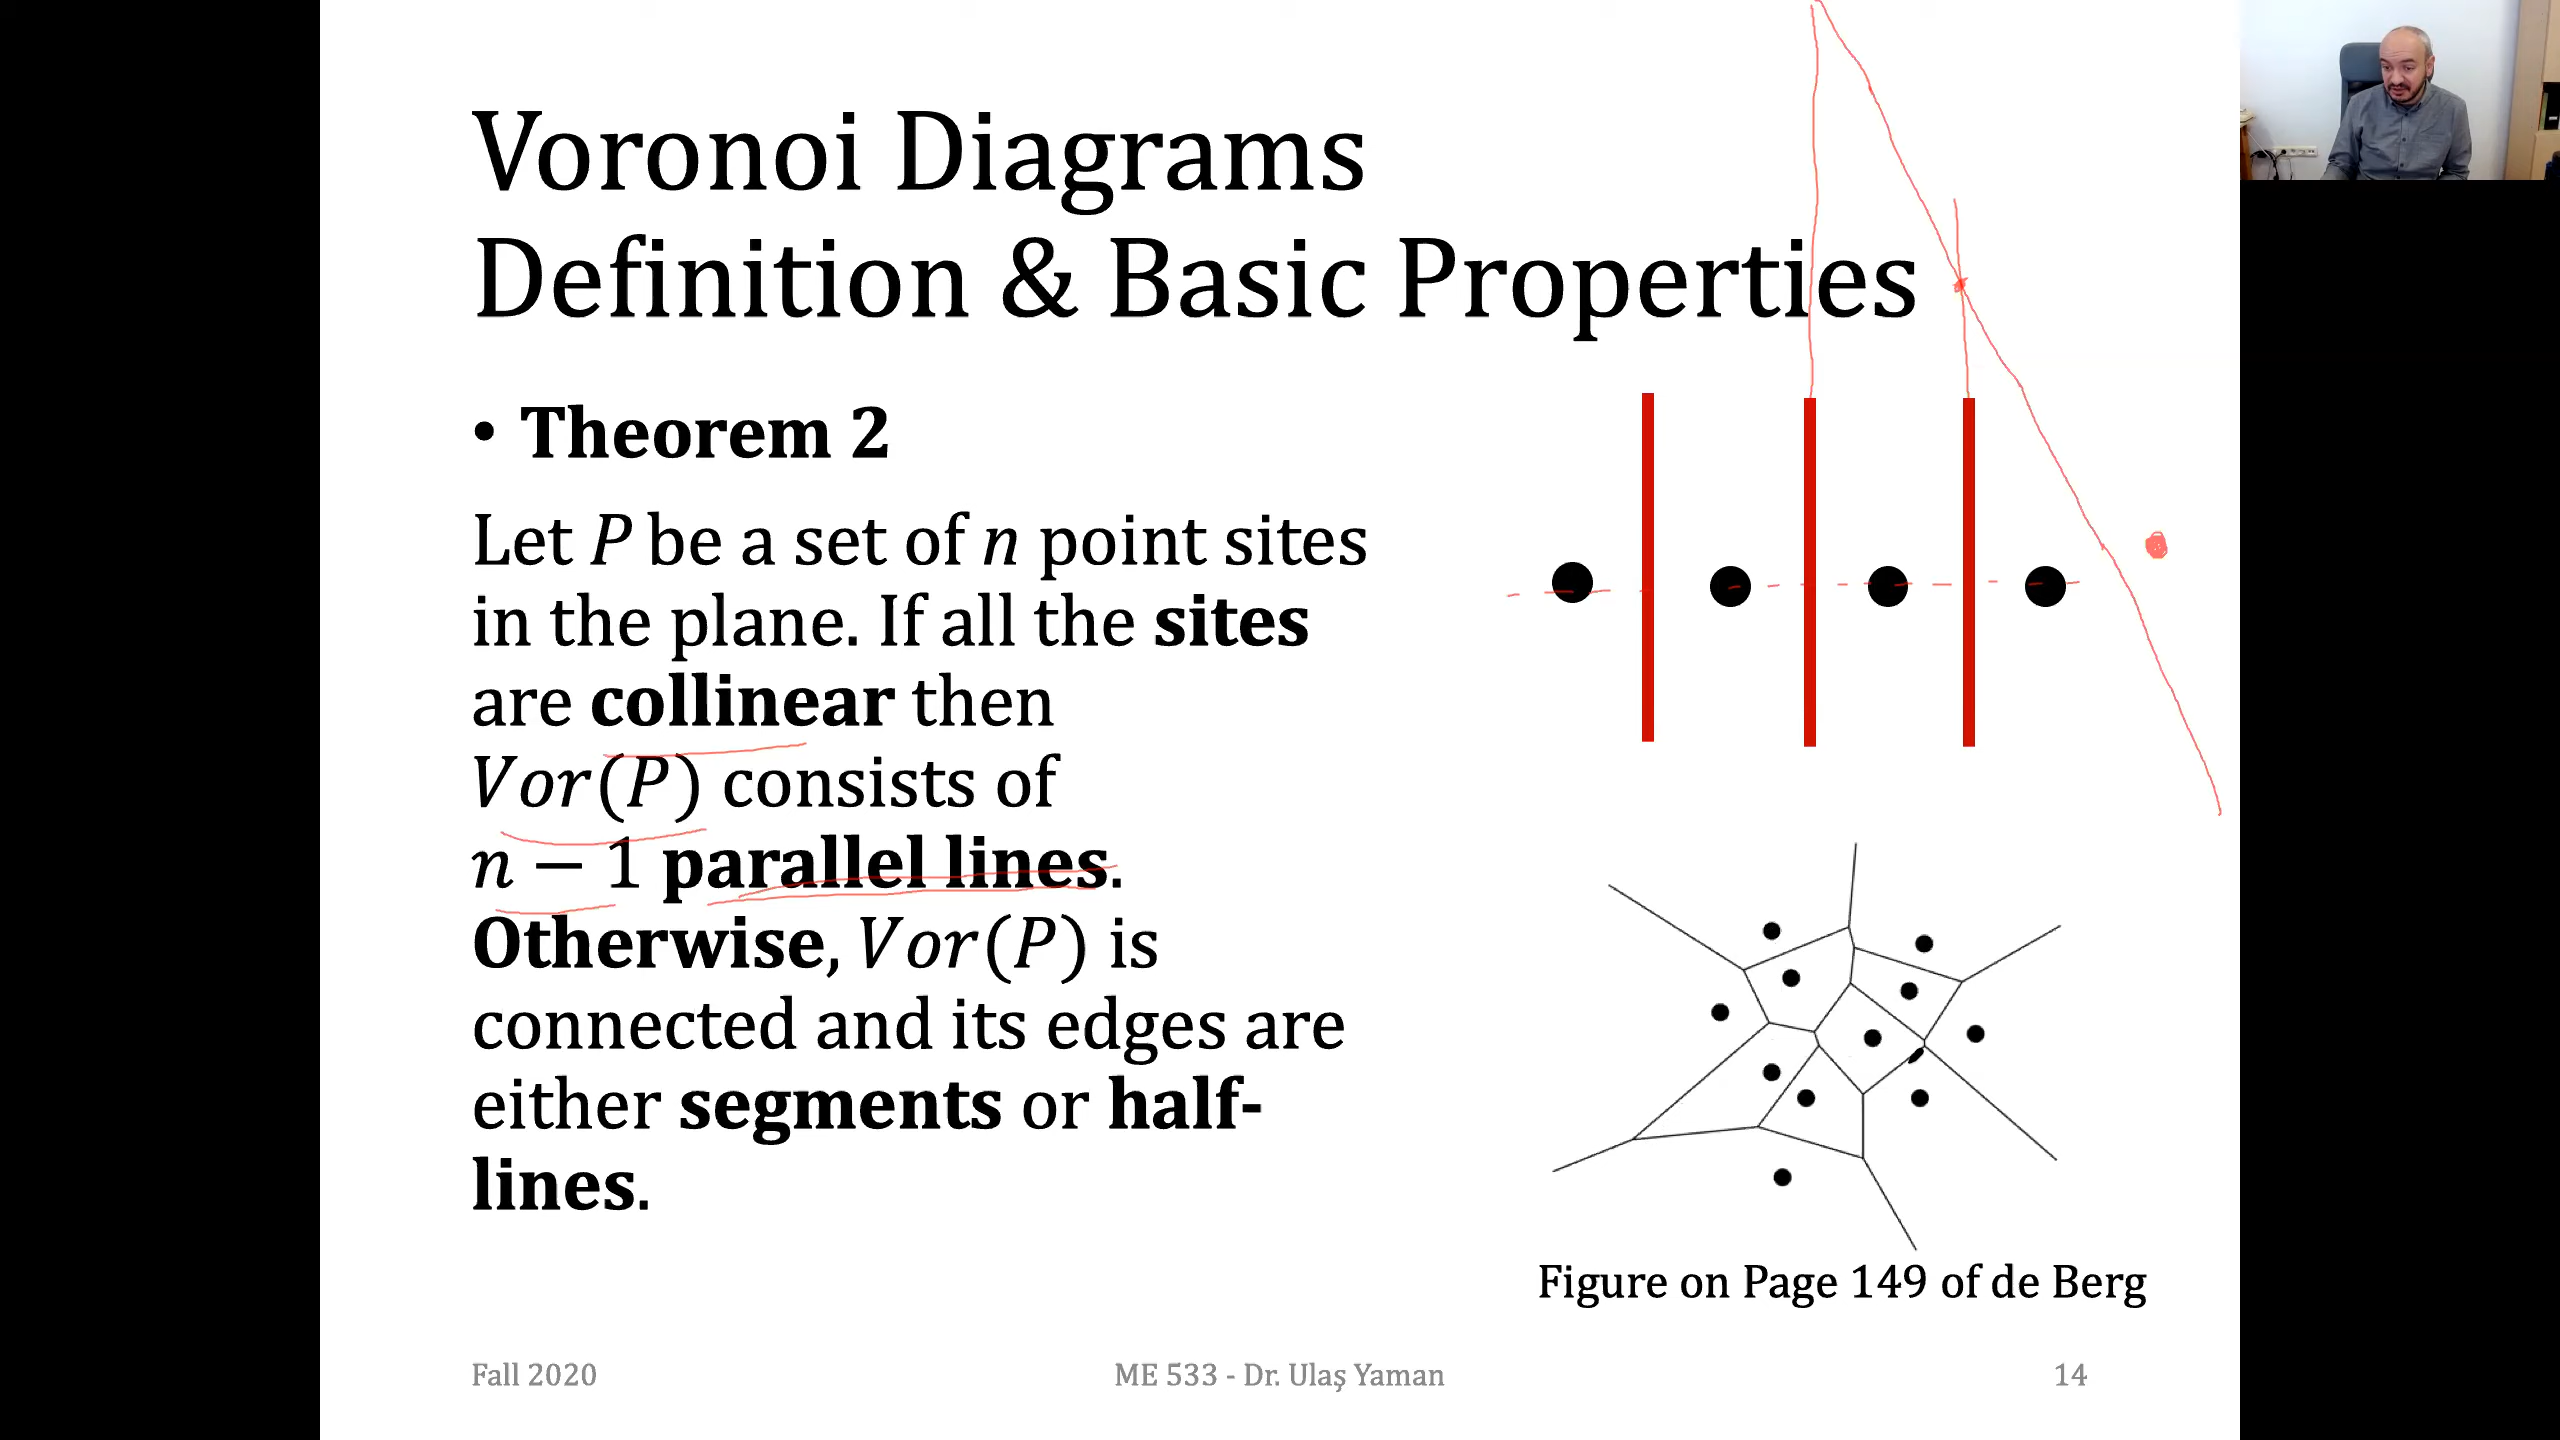 Voronoi Diagrams
Definition & Basic Properties
• Theorem 2
Let P be a set of n point sites
in the plane. If all the sites
are collinear then
Vor(P) consists of
n − 1 parallel lines.
Otherwise, Vor(P) is
connected and its edges are
either segments or half-
lines.
Figure on Page 149 of de Berg
Fall 2020
ME 533 - Dr. Ulaş Yaman
14